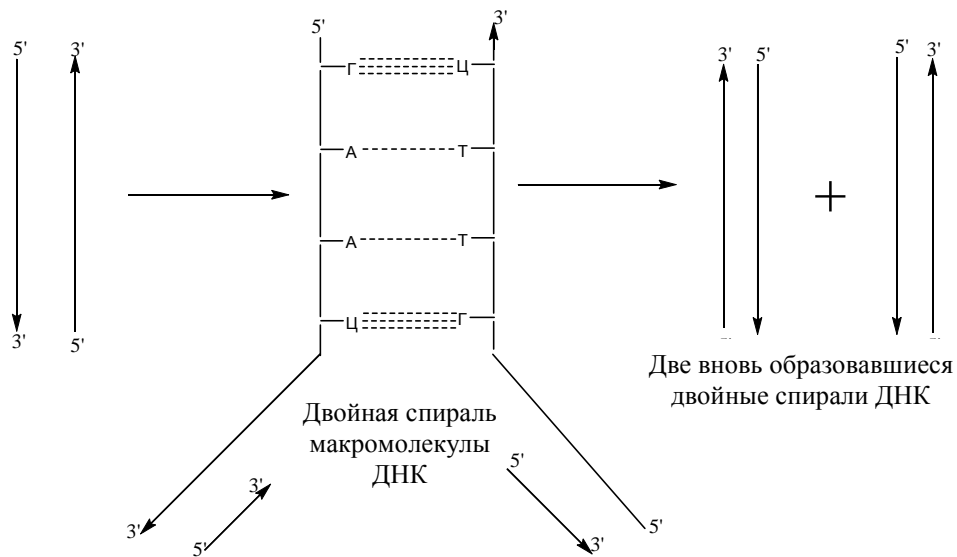 5' 3'
3' 5'
5' 3'
Г Ц
А Т
А Т
Ц Г
Двойная спираль
макромолекулы
ДНК
3' 5'
3' 5'
5' 3'
3' 5'
5' 3'
Две вновь образовавшиеся
двойные спирали ДНК
+